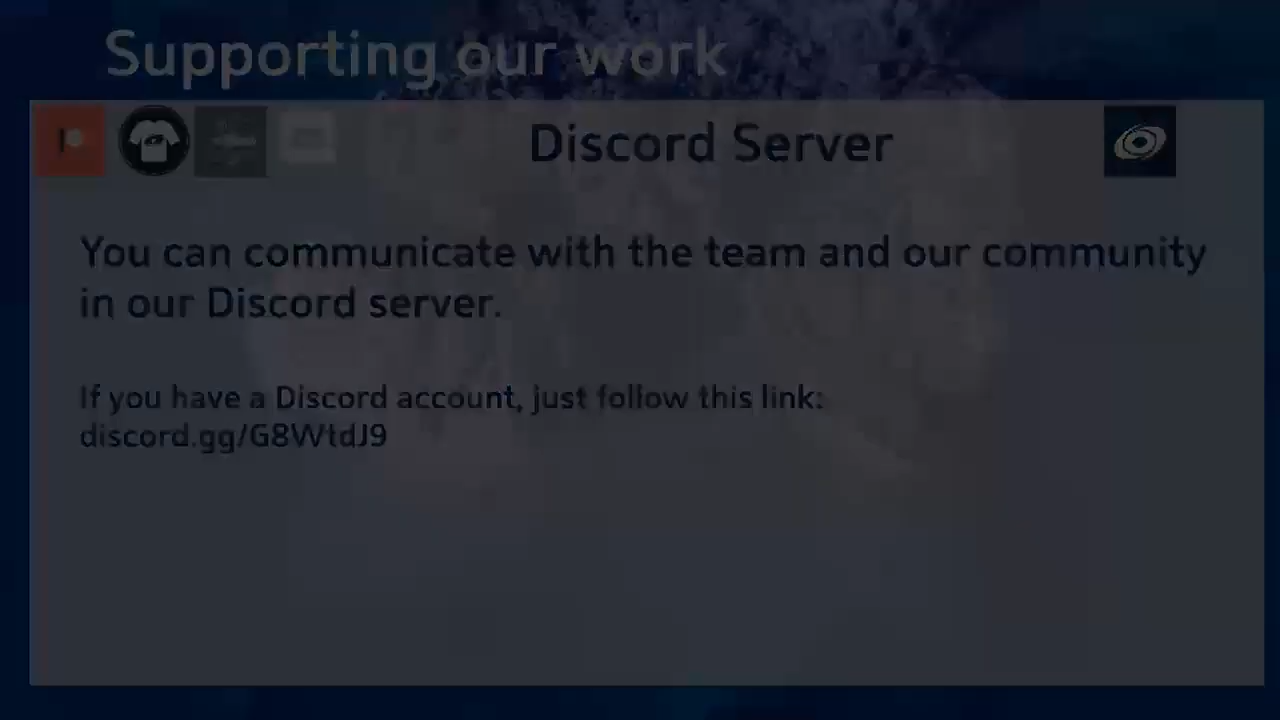 Supporting our work
Discord Server
You can communicate with the team and our community
in our Discord server.
If you have a Discord account, just follow this link:
discord.gg/G8WtdJ9